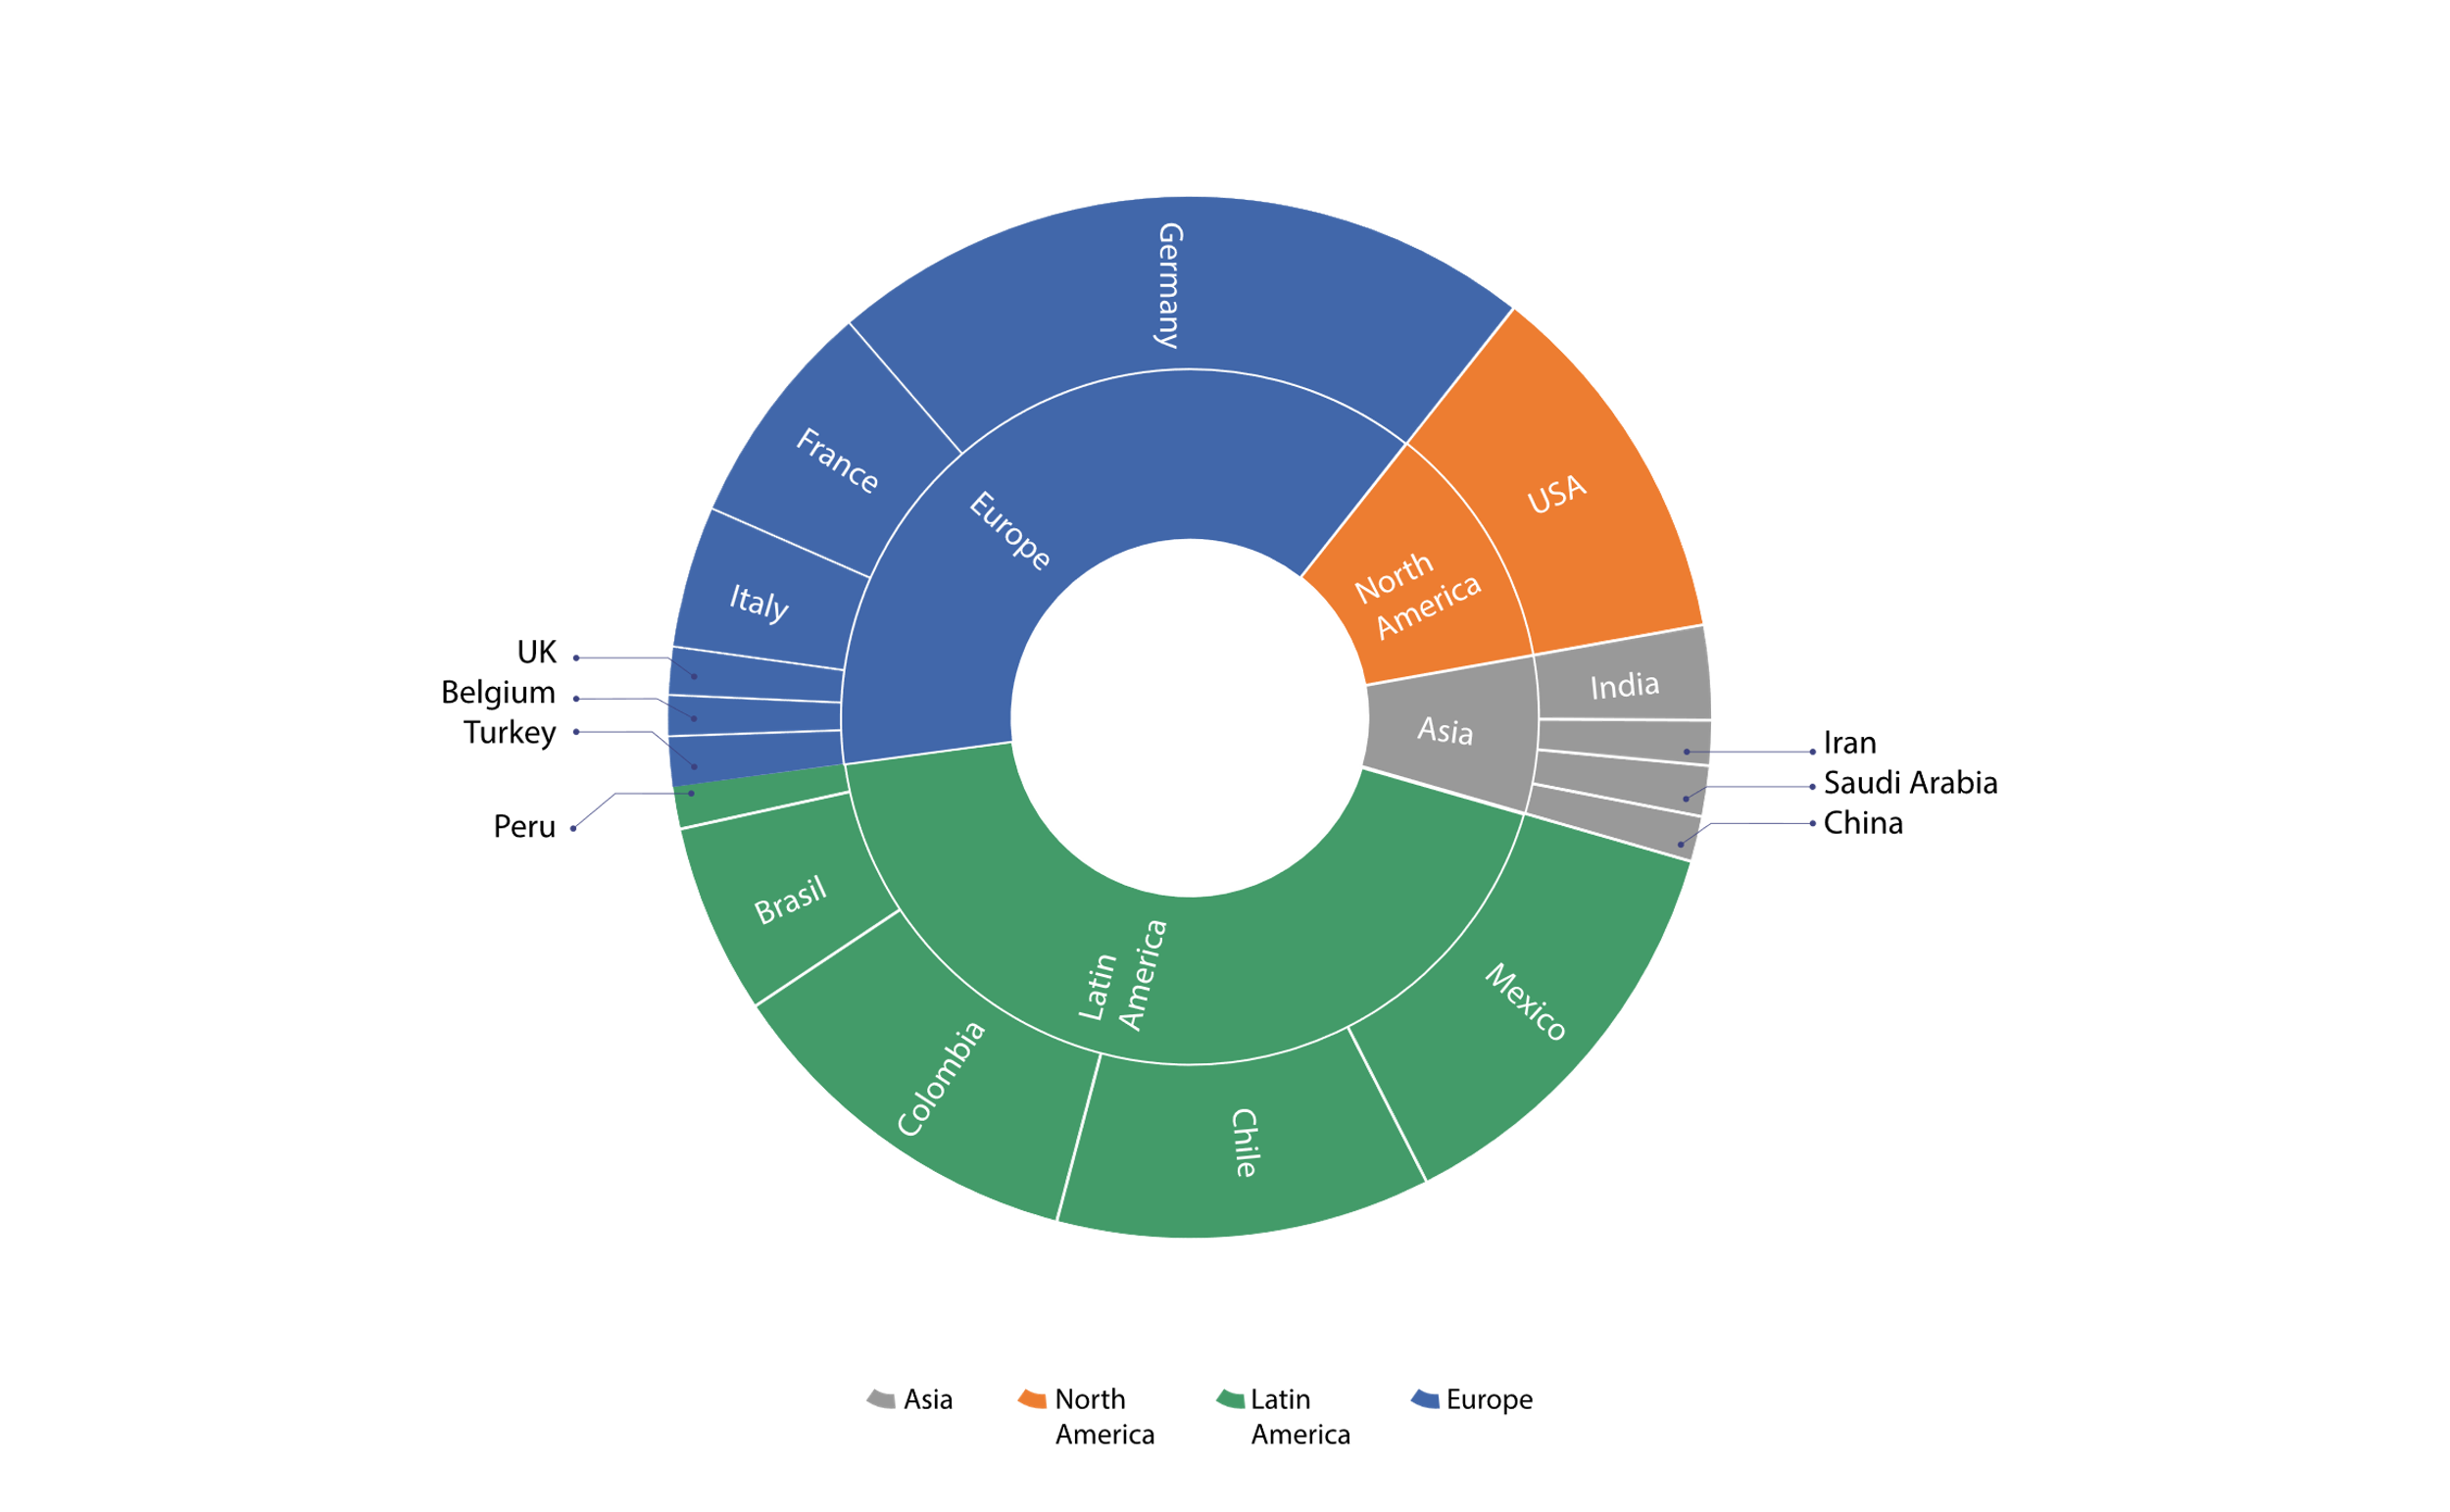 Germany
France
USA
Europe
North
America
Italy
UK
Belgium
Turkey
India
Asia
Iran
Saudi Arabia
China
Peru
Brasil
Latin
America
Mexico
Colombia
Chile
Asia
North
America
Latin
America
Europe